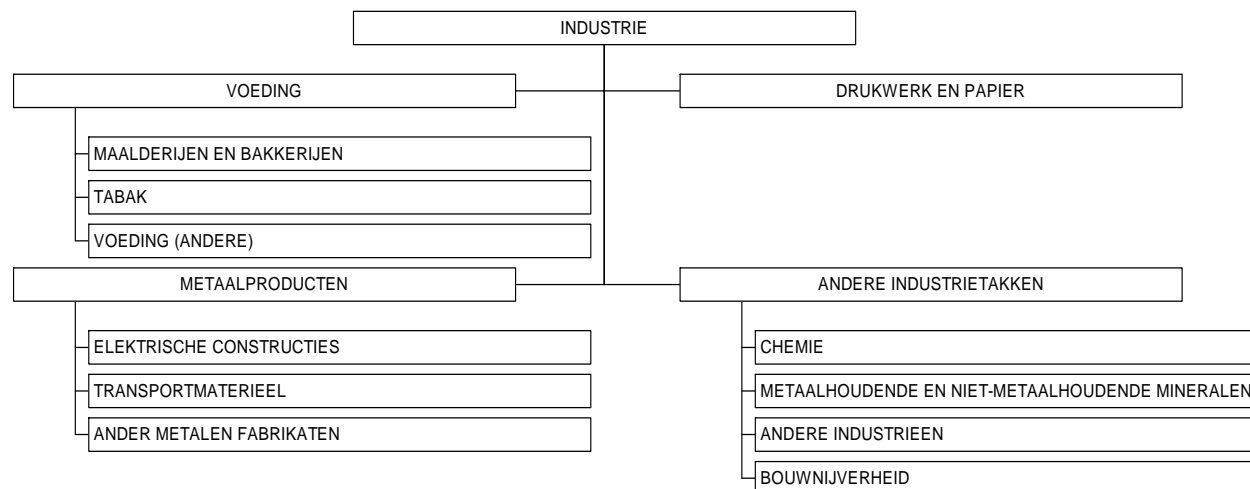 INDUSTRIE
VOEDING
DRUKWERK EN PAPIER
MAALDERIJEN EN BAKKERIJEN
TABAK
VOEDING (ANDERE)
METAALPRODUCTEN
ANDERE INDUSTRIETAKKEN
ELEKTRISCHE CONSTRUCTIES
TRANSPORTMATERIEEL
ANDER METALEN FABRIKATEN
CHEMIE
METAALHOUDENDE EN NIET-METAALHOUDENDE MINERALEN
ANDERE INDUSTRIEEN
BOUWNIJVERHEID